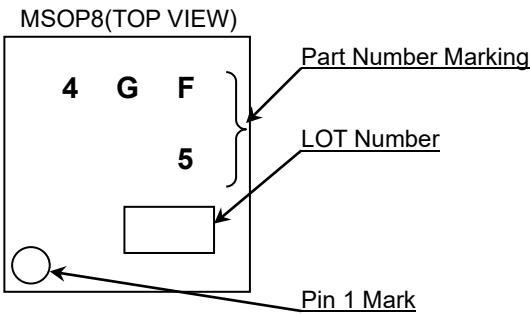 MSOP8(TOP VIEW)
Part Number Marking
4 G F
5
LOT Number
Pin 1 Mark